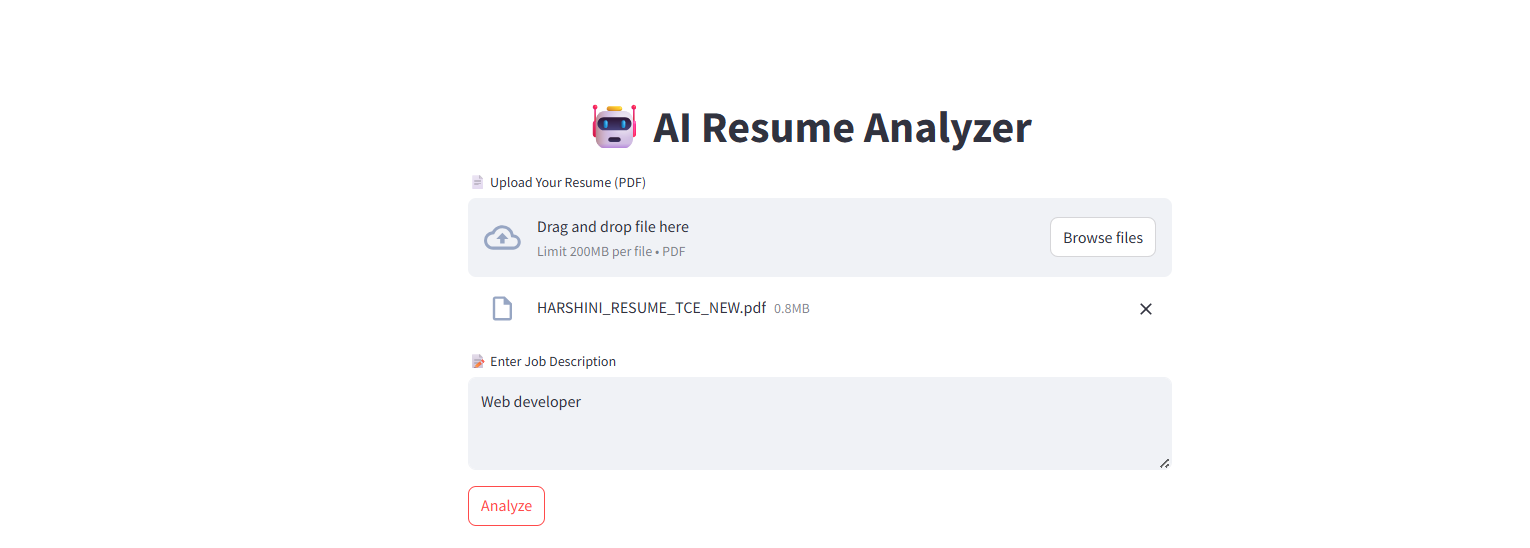 AI Resume Analyzer
Upload Your Resume (PDF)
Drag and drop file here
Limit 200MB per file • PDF
Browse files
HARSHINI_RESUME_TCE_NEW.pdf 0.8MB
Enter Job Description
Web developer
Analyze